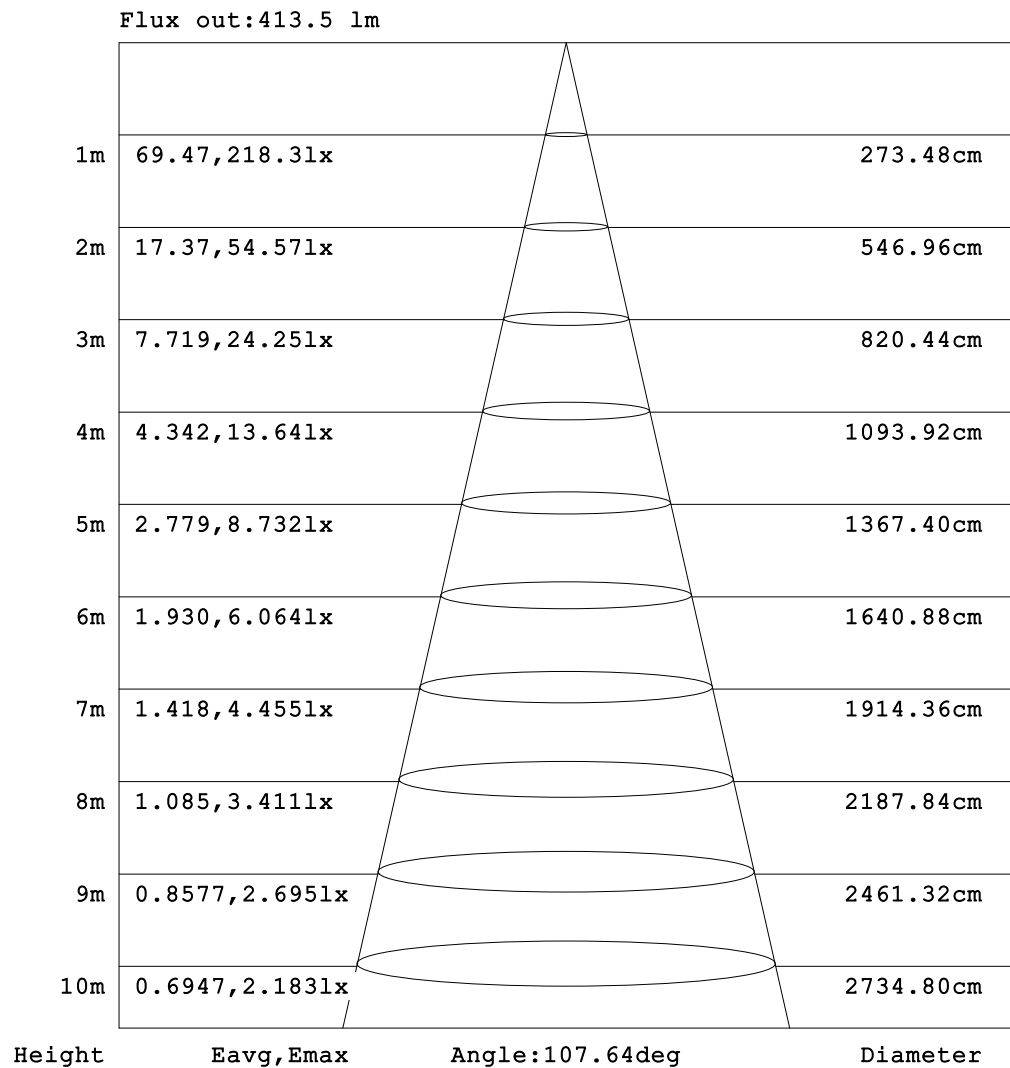 Flux out:413.5 lm
1m 69.47,218.3lx 273.48cm
2m 17.37,54.57lx 546.96cm
3m 7.719,24.25lx 820.44cm
4m 4.342,13.64lx 1093.92cm
5m 2.779,8.732lx 1367.40cm
6m 1.930,6.064lx 1640.88cm
7m 1.418,4.455lx 1914.36cm
8m 1.085,3.411lx 2187.84cm
9m 0.8577,2.695lx 2461.32cm
10m 0.6947,2.183lx 2734.80cm
Height Eavg,Emax Angle:107.64deg Diameter